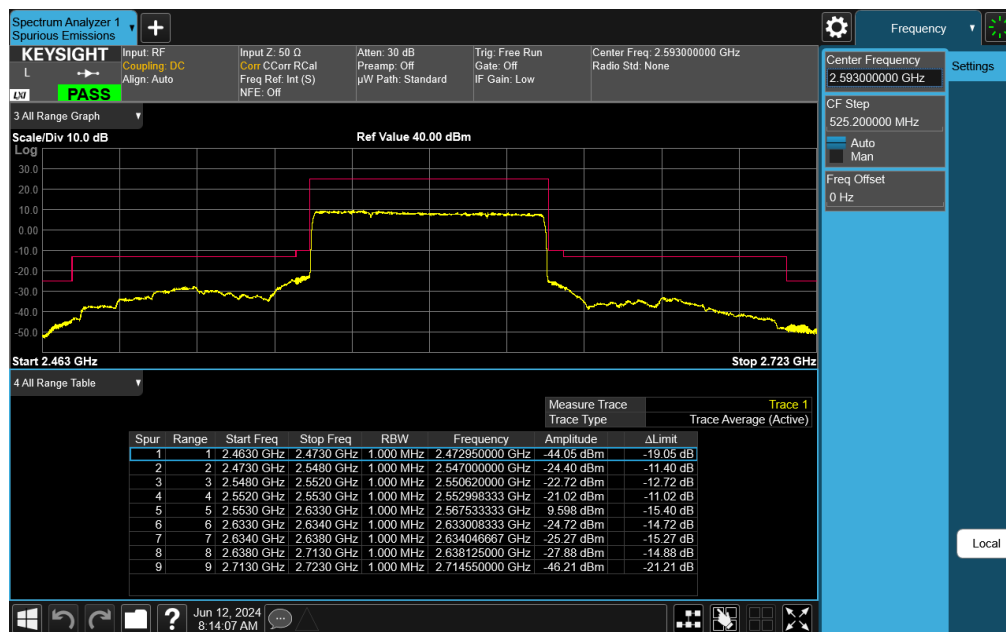 Spectrum Analyzer 1
Spurious Emissions
Frequency
KEYSIGHT
L
LXI
PASS
Input: RF
Coupling: DC
Align: Auto
Input Z: 50 Ω
Corr CCorr RCal
Freq Ref: Int (S)
NFE: Off
Atten: 30 dB
Preamp: Off
µW Path: Standard
Trig: Free Run
Gate: Off
IF Gain: Low
Center Freq: 2.593000000 GHz
Radio Std: None
Center Frequency
2.593000000 GHz
Settings
CF Step
525.200000 MHz
Auto
Man
Freq Offset
0 Hz
Local
3 All Range Graph
Scale/Div 10.0 dB
Ref Value 40.00 dBm
Log
30.0
20.0
10.0
0.00
-10.0
-20.0
-30.0
-40.0
-50.0
Start 2.463 GHz
Stop 2.723 GHz
4 All Range Table
Measure Trace Trace 1
Trace Type Trace Average (Active)
Spur Range Start Freq Stop Freq RBW Frequency Amplitude ΔLimit
1 1 2.4630 GHz 2.4730 GHz 1.000 MHz 2.472950000 GHz -44.05 dBm -19.05 dB
2 2 2.4730 GHz 2.5480 GHz 1.000 MHz 2.547000000 GHz -24.40 dBm -11.40 dB
3 3 2.5480 GHz 2.5520 GHz 1.000 MHz 2.550620000 GHz -22.72 dBm -12.72 dB
4 4 2.5520 GHz 2.5530 GHz 1.000 MHz 2.552998333 GHz -21.02 dBm -11.02 dB
5 5 2.5530 GHz 2.6330 GHz 1.000 MHz 2.567533333 GHz 9.598 dBm -15.40 dB
6 6 2.6330 GHz 2.6340 GHz 1.000 MHz 2.633008333 GHz -24.72 dBm -14.72 dB
7 7 2.6340 GHz 2.6380 GHz 1.000 MHz 2.634046667 GHz -25.27 dBm -15.27 dB
8 8 2.6380 GHz 2.7130 GHz 1.000 MHz 2.638125000 GHz -27.88 dBm -14.88 dB
9 9 2.7130 GHz 2.7230 GHz 1.000 MHz 2.714550000 GHz -46.21 dBm -21.21 dB
?
Jun 12, 2024
8:14:07 AM